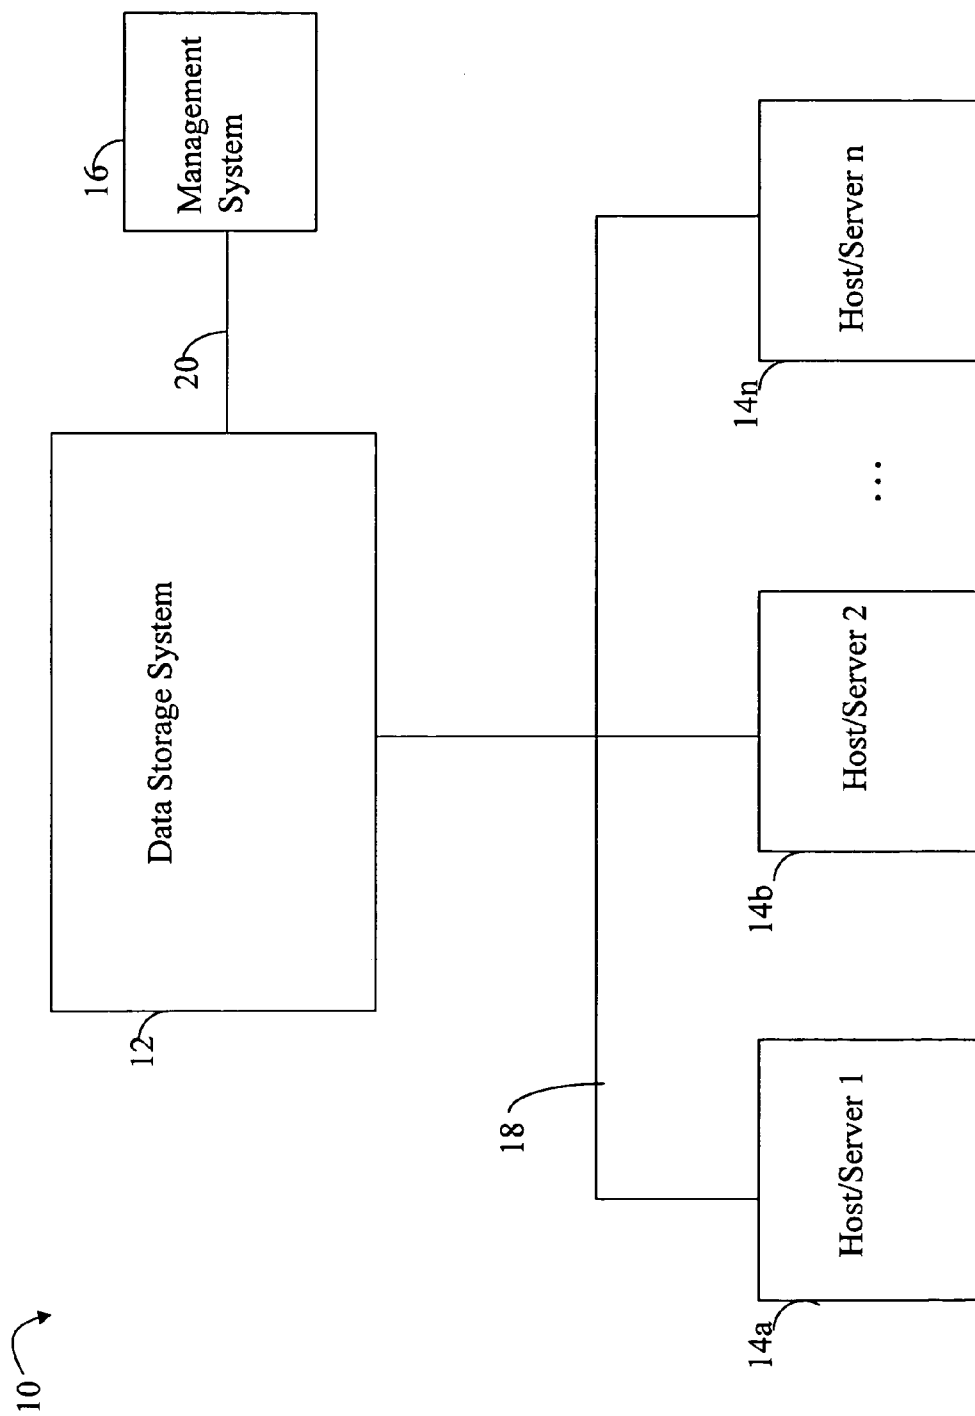 10
12
Data Storage System
20
16
Management
System
18
14a
Host/Server 1
14b
Host/Server 2
...
14n
Host/Server n